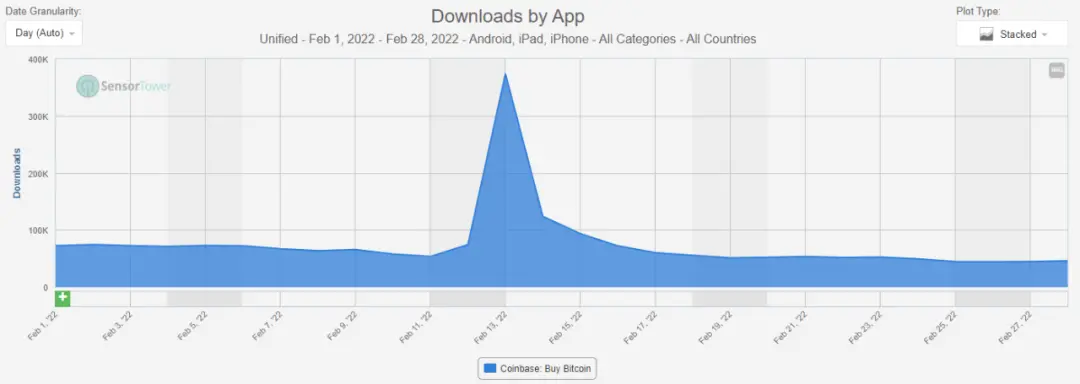 Date Granularity:
Day (Auto)
Downloads by App
Unified - Feb 1, 2022 - Feb 28, 2022 - Android, iPad, iPhone - All Categories - All Countries
Plot Type:
Stacked
SensorTower
400K
300K
200K
100K
0
Downloads
Feb 1, '22
Feb 3, '22
Feb 5, '22
Feb 7, '22
Feb 9, '22
Feb 11, '22
Feb 13, '22
Feb 15, '22
Feb 17, '22
Feb 19, '22
Feb 21, '22
Feb 23, '22
Feb 25, '22
Feb 27, '22
Coinbase: Buy Bitcoin